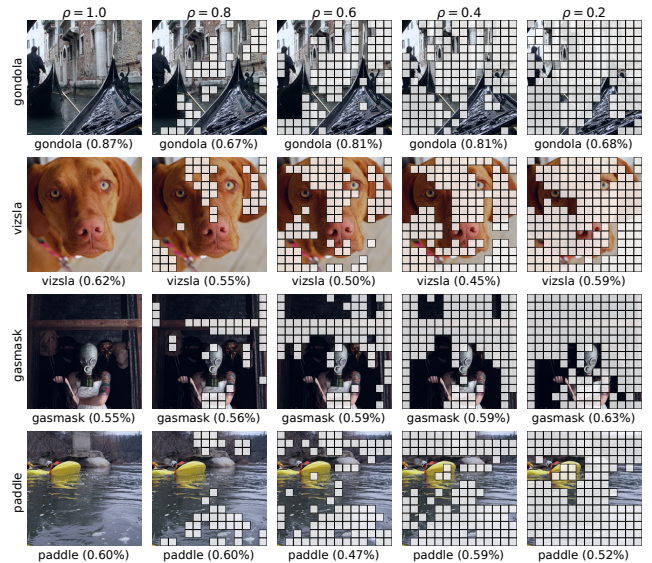 ρ = 1.0 ρ = 0.8 ρ = 0.6 ρ = 0.4 ρ = 0.2
gondola
gondola (0.87%) gondola (0.67%) gondola (0.81%) gondola (0.81%) gondola (0.68%)
vizsla
vizsla (0.62%) vizsla (0.55%) vizsla (0.50%) vizsla (0.45%) vizsla (0.59%)
gasmask
gasmask (0.55%) gasmask (0.56%) gasmask (0.59%) gasmask (0.59%) gasmask (0.63%)
paddle
paddle (0.60%) paddle (0.60%) paddle (0.47%) paddle (0.59%) paddle (0.52%)